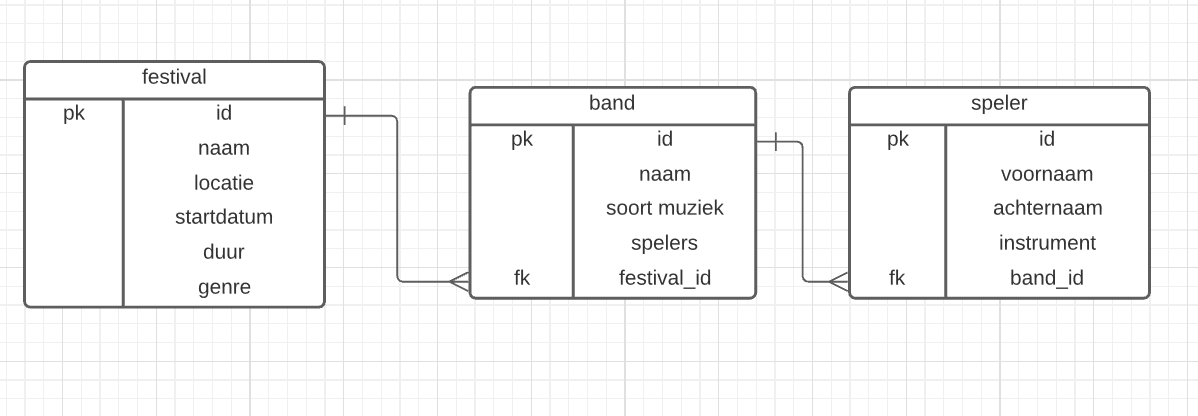 festival
pk id
naam
locatie
startdatum
duur
genre
band
pk id
naam
soort muziek
spelers
fk festival_id
speler
pk id
voornaam
achternaam
instrument
fk band_id